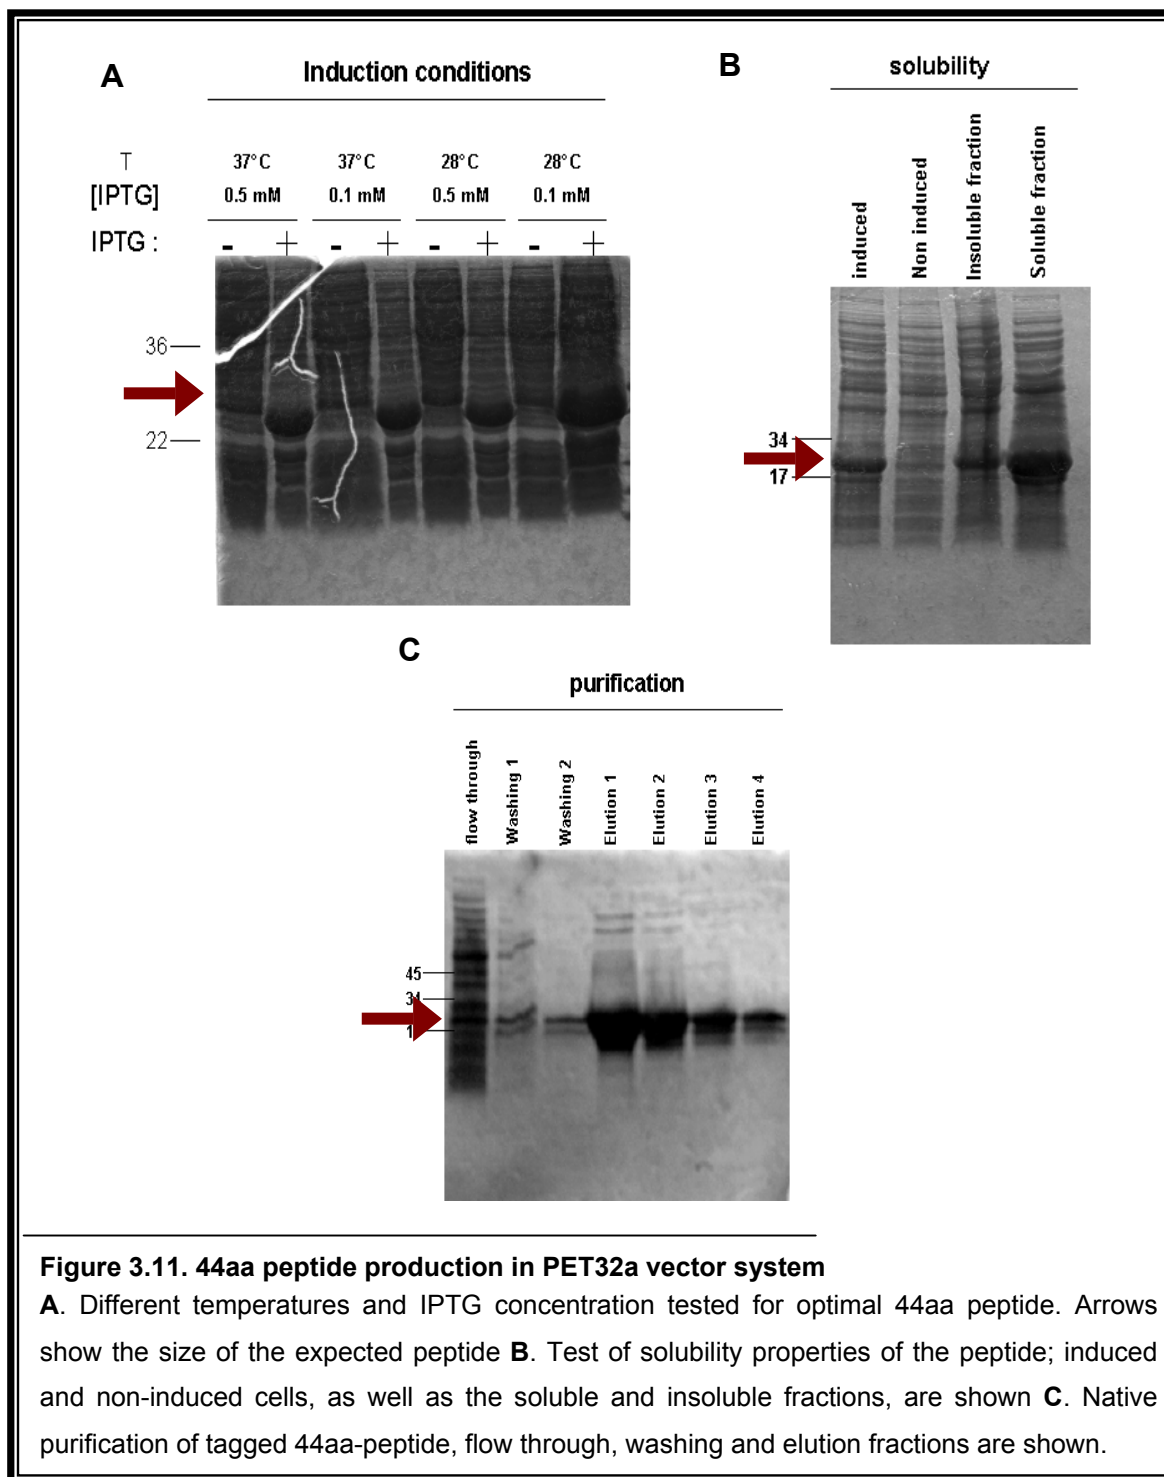 A
Induction conditions
T 37°C 37°C 28°C 28°C
[IPTG] 0.5 mM 0.1 mM 0.5 mM 0.1 mM
IPTG : - + - + - + - +
36
22
B
solubility
induced
Non induced
Insoluble fraction
Soluble fraction
34
17
C
purification
flow through
Washing 1
Washing 2
Elution 1
Elution 2
Elution 3
Elution 4
45
Figure 3.11. 44aa peptide production in PET32a vector system
A. Different temperatures and IPTG concentration tested for optimal 44aa peptide. Arrows
show the size of the expected peptide B. Test of solubility properties of the peptide; induced
and non-induced cells, as well as the soluble and insoluble fractions, are shown C. Native
purification of tagged 44aa-peptide, flow through, washing and elution fractions are shown.